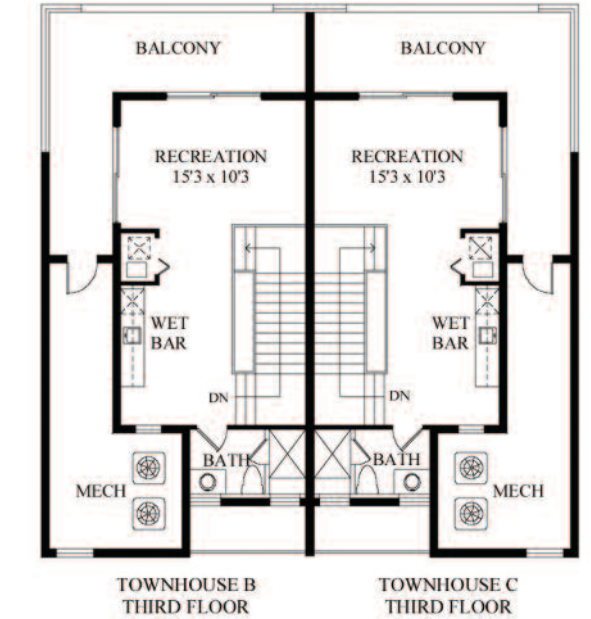 BALCONY
BALCONY
RECREATION
15'3 x 10'3
RECREATION
15'3 x 10'3
WET
BAR
WET
BAR
DN
DN
BATH
BATH
MECH
MECH
TOWNHOUSE B
THIRD FLOOR
TOWNHOUSE C
THIRD FLOOR